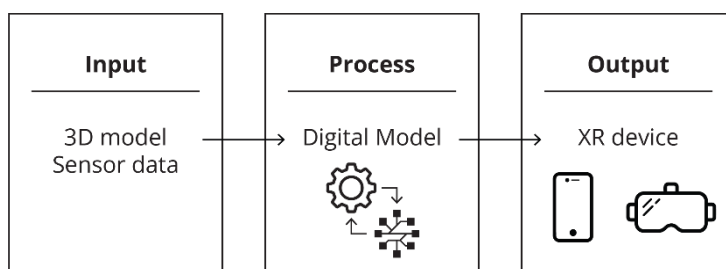 Input
3D model
Sensor data
Process
Digital Model
Output
XR device